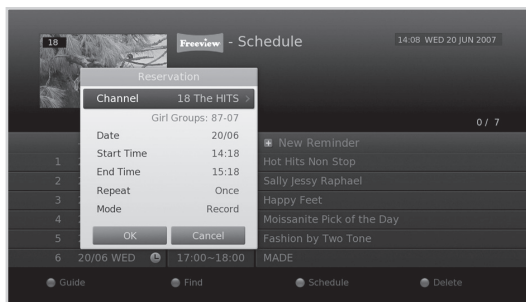 18
Freeview - Schedule
14:08 WED 20 JUN 2007
Reservation
Channel 18 The HITS >
Girl Groups: 87-07
Date 20/06
Start Time 14:18
End Time 15:18
Repeat Once
Mode Record
OK Cancel
0/ 7
New Reminder
1 Hot Hits Non Stop
2 Sally Jessy Raphael
3 Happy Feet
4 Moissanite Pick of the Day
5 Fashion by Two Tone
6 20/06 WED 17:00~18:00 MADE
Guide Find Schedule Delete